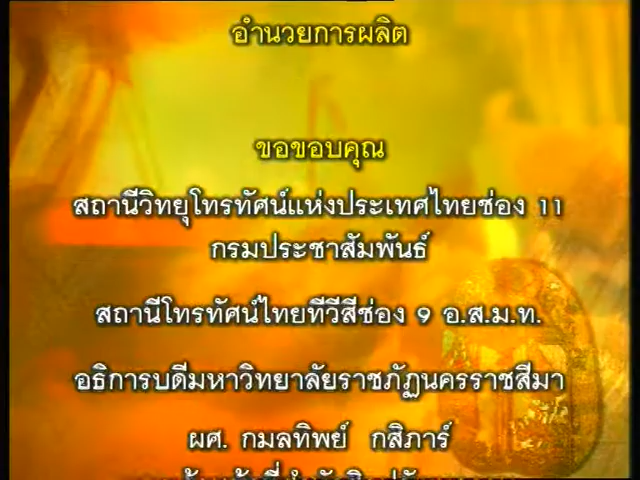 อำนวยการผลิต
ขอขอบคุณ
สถานีวิทยุโทรทัศน์แห่งประเทศไทยช่อง 11
กรมประชาสัมพันธ์
สถานีโทรทัศน์ไทยทีวีสีช่อง 9 อ.ส.ม.ท.
อธิการบดีมหาวิทยาลัยราชภัฏนครราชสีมา
ผศ. กมลทิพย์ กสิภาร์